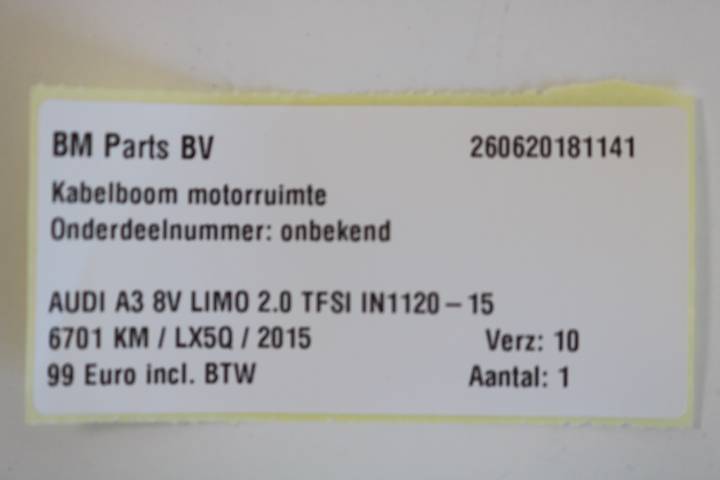 BM Parts BV 260620181141
Kabelboom motorruimte
Onderdeelnummer: onbekend
AUDI A3 8V LIMO 2.0 TFSI IN1120 – 15
6701 KM / LX5Q / 2015 Verz: 10
99 Euro incl. BTW Aantal: 1